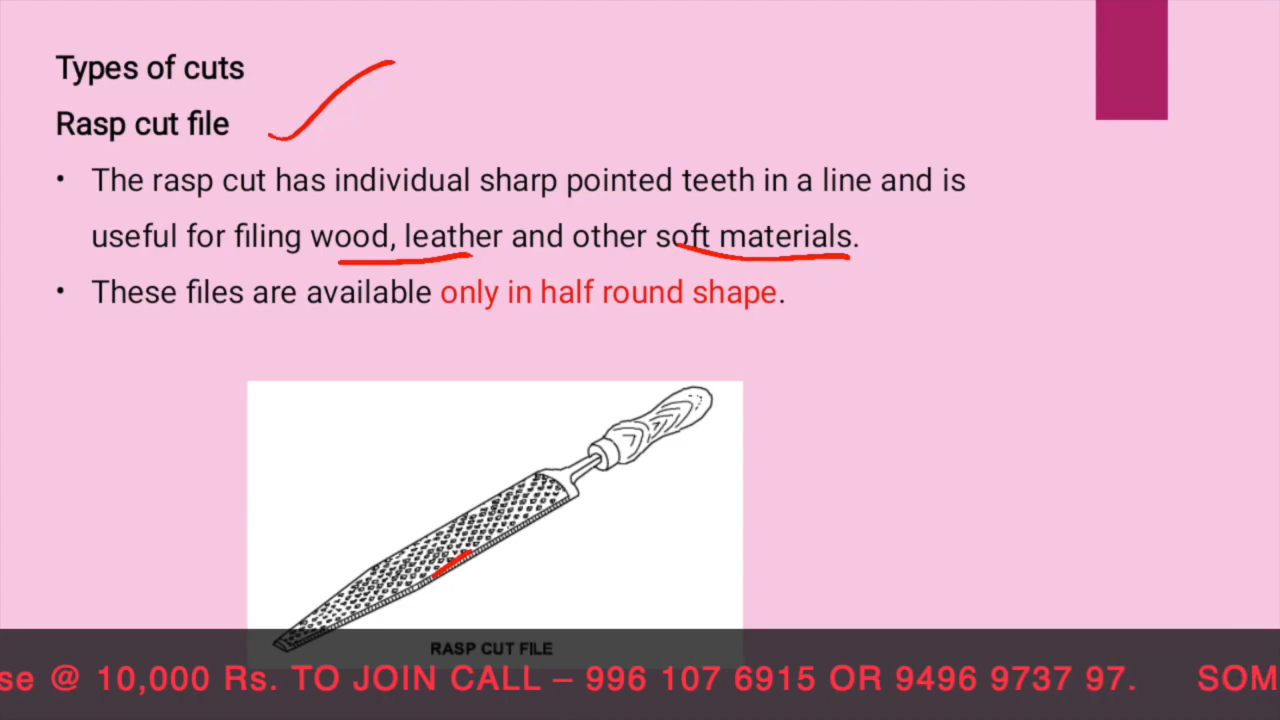 Types of cuts
Rasp cut file
• The rasp cut has individual sharp pointed teeth in a line and is
useful for filing wood, leather and other soft materials.
• These files are available only in half round shape.
RASP CUT FILE
se @ 10,000 Rs. TO JOIN CALL – 996 107 6915 OR 9496 9737 97. SOM